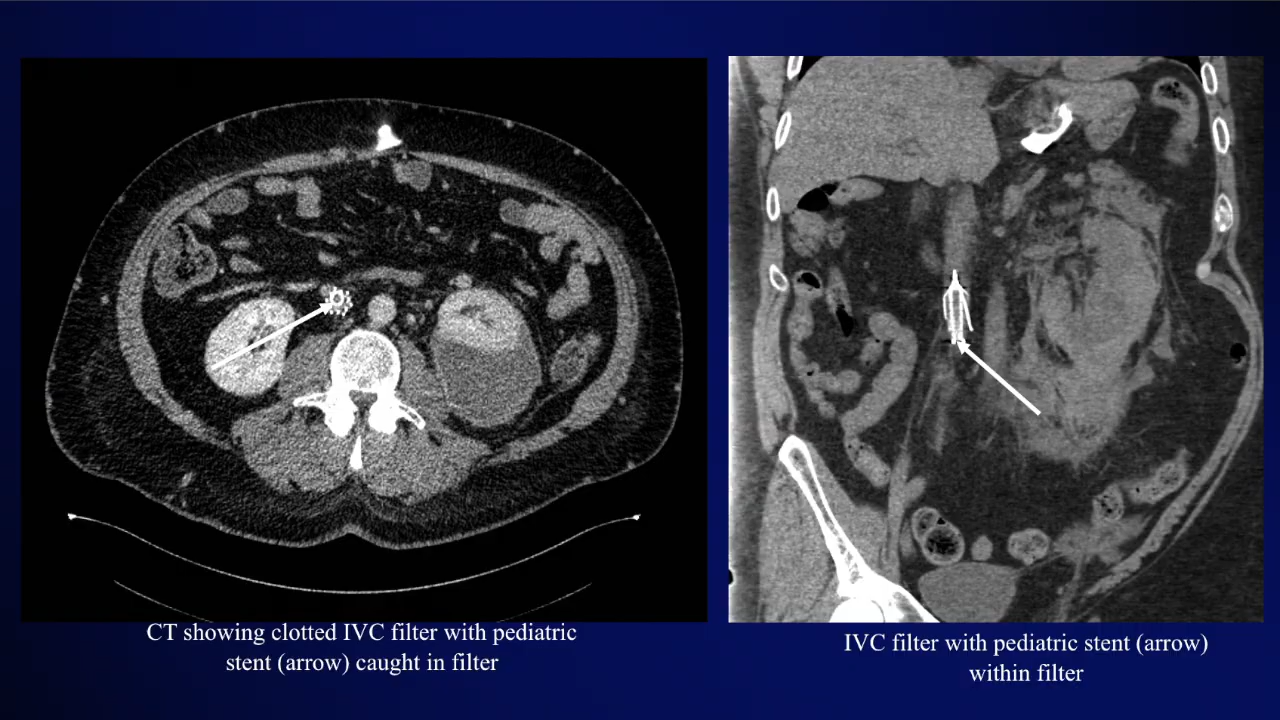 CT showing clotted IVC filter with pediatric
stent (arrow) caught in filter
IVC filter with pediatric stent (arrow)
within filter